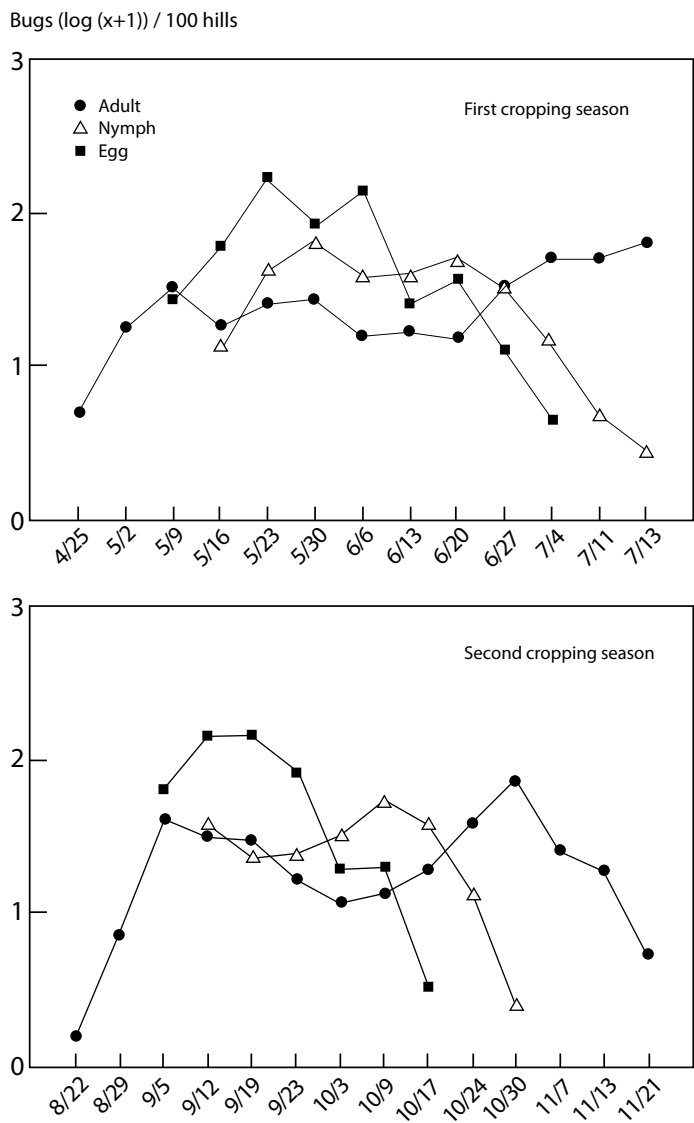 Bugs (log (x+1)) / 100 hills
3
Adult
First cropping season
Nymph
Egg
2
1
0
4/25 5/2 5/9 5/16 5/23 5/30 6/6 6/13 6/20 6/27 7/4 7/11 7/13
3
Second cropping season
2
1
0
8/22 8/29 9/5 9/12 9/19 9/23 10/3 10/9 10/17 10/24 10/30 11/7 11/13 11/21